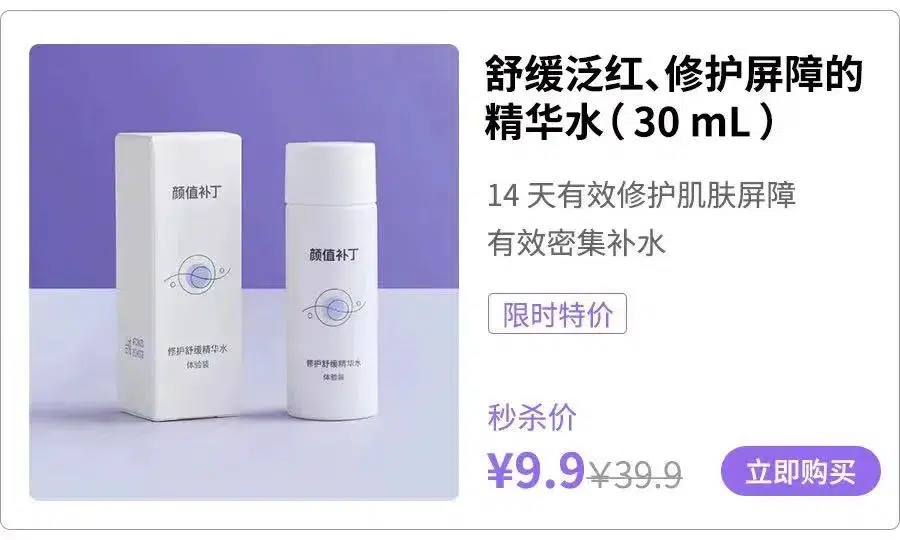 舒缓泛红、修护屏障的
精华水（30 mL）
14 天有效修护肌肤屏障
有效密集补水
限时特价
秒杀价
¥9.9 ¥39.9
立即购买
颜值补丁
修护舒缓精华水
体验装
颜值补丁
修护舒缓精华水
体验装